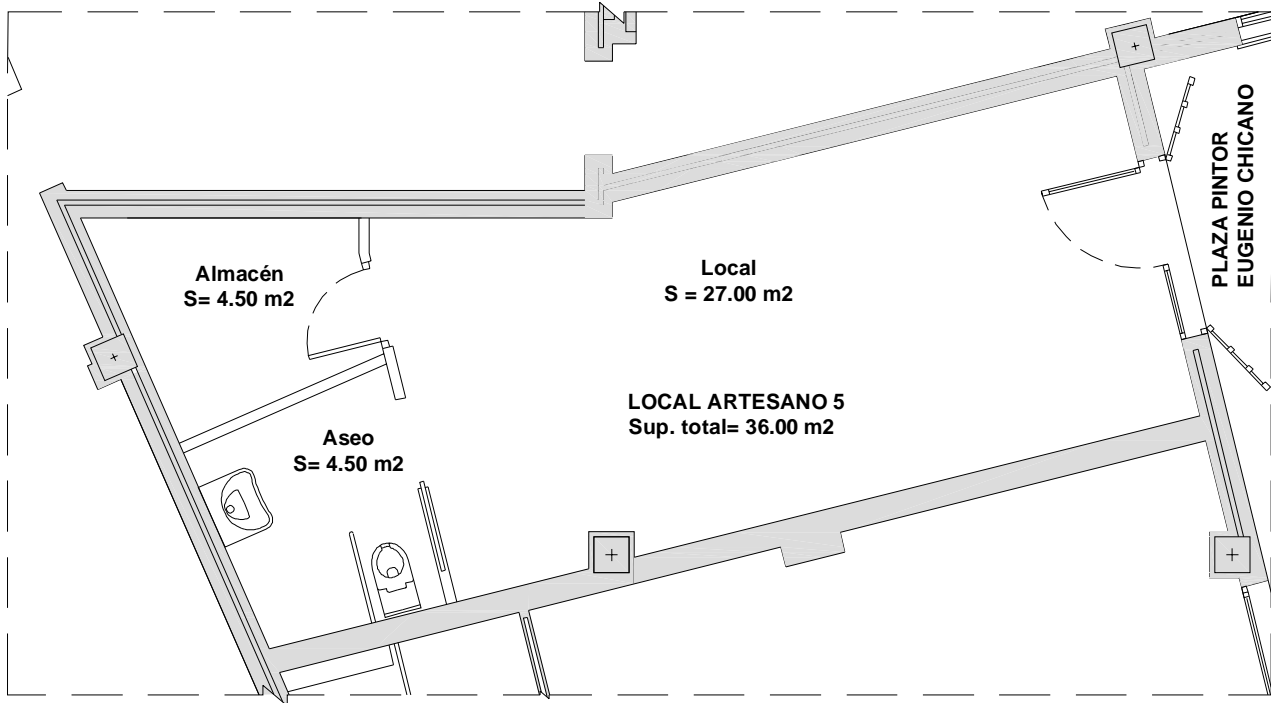 PLAZA PINTOR
EUGENIO CHICANO
Almacén
S= 4.50 m2
Local
S = 27.00 m2
LOCAL ARTESANO 5
Sup. total= 36.00 m2
Aseo
S= 4.50 m2